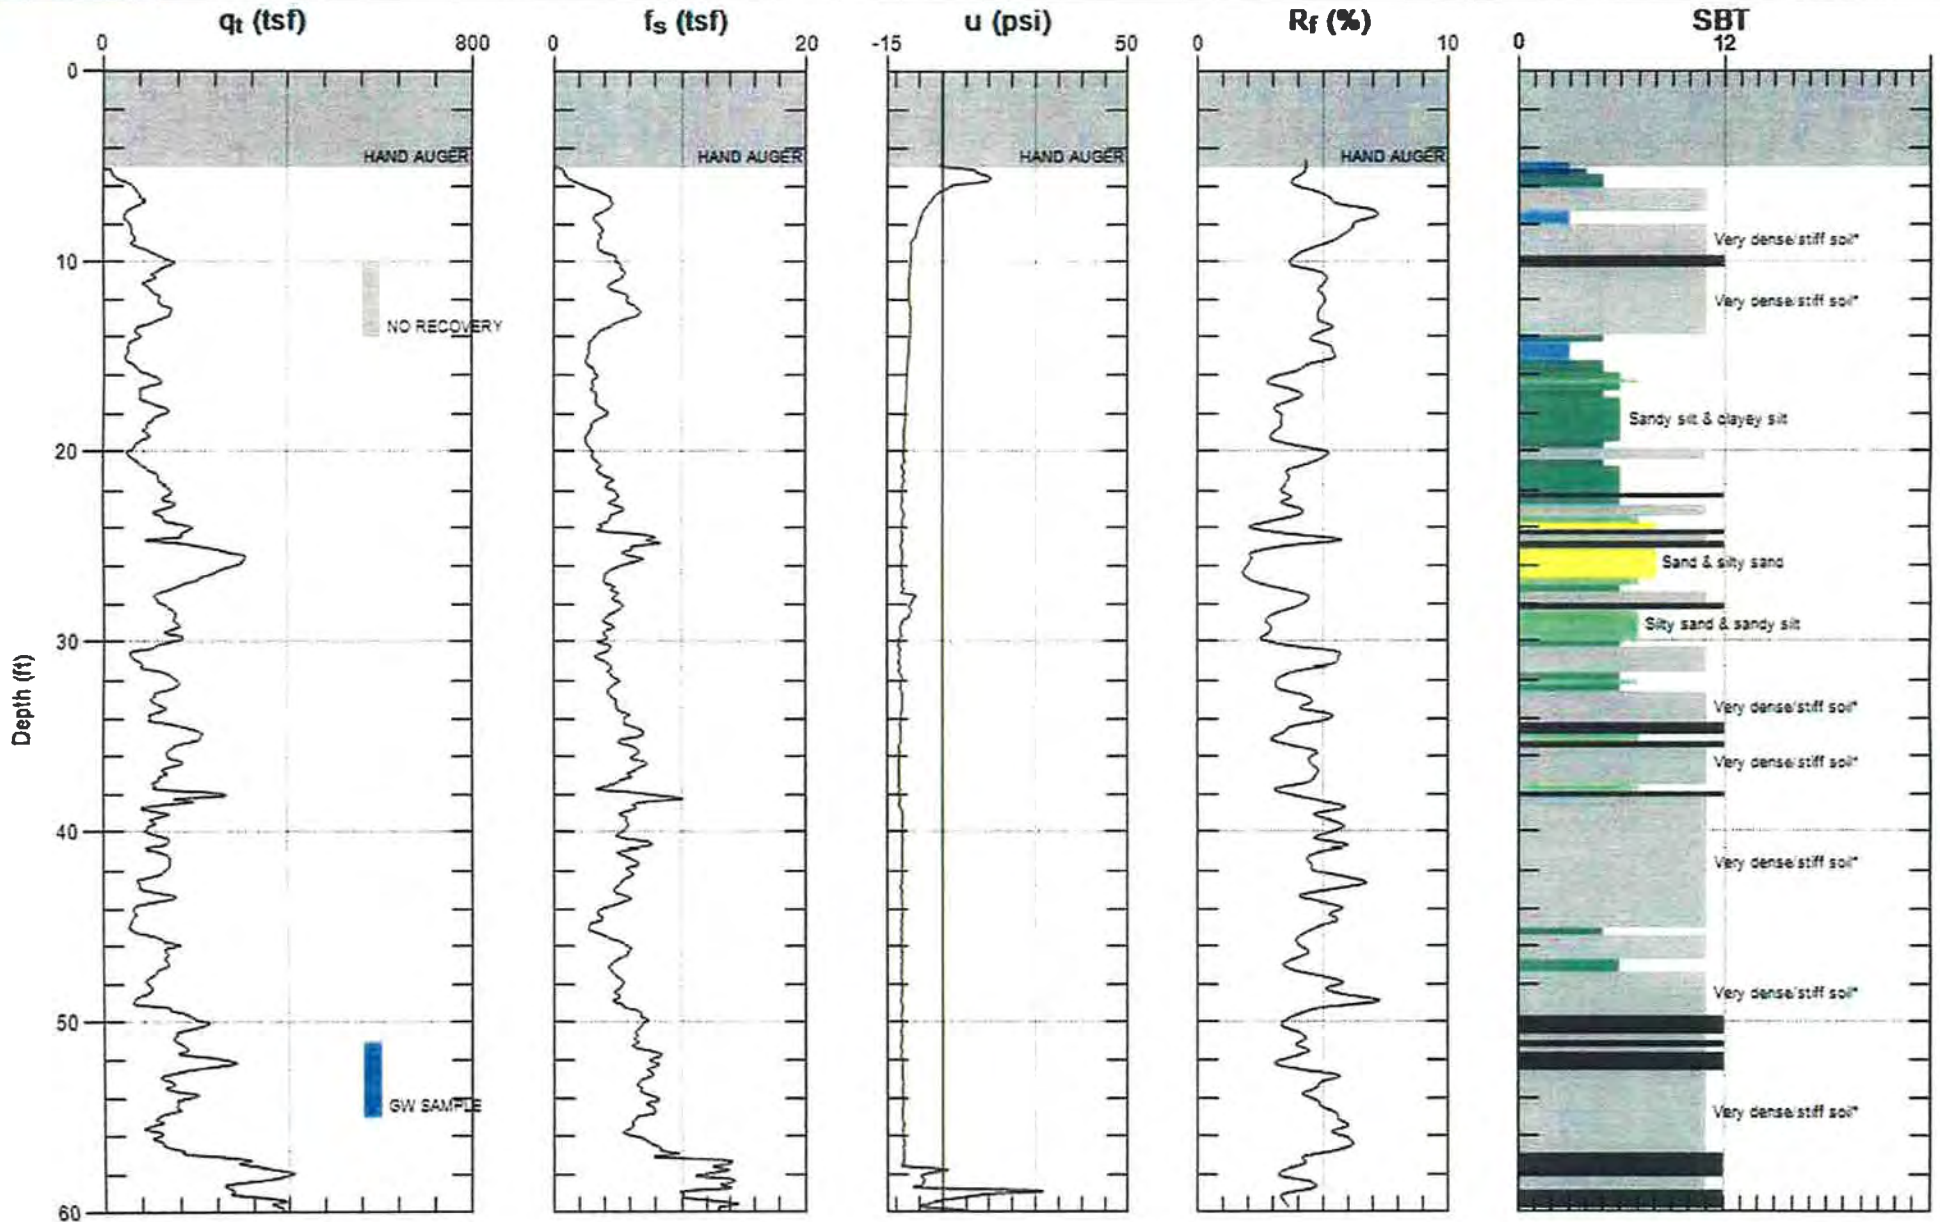 qt (tsf) fs (tsf) u (psi) Rf (%) SBT
0 800 0 20 -15 50 0 10 0 12
0
HAND AUGER HAND AUGER HAND AUGER HAND AUGER
Very dense/stiff soil*
10
Very dense/stiff soil*
NO RECOVERY
Sandy silt & clayey silt
20
Sand & silty sand
Silty sand & sandy silt
30
Depth (ft)
Very dense/stiff soil*
Very dense/stiff soil*
40
Very dense/stiff soil*
Very dense/stiff soil*
50
GW SAMPLE
Very dense/stiff soil*
60